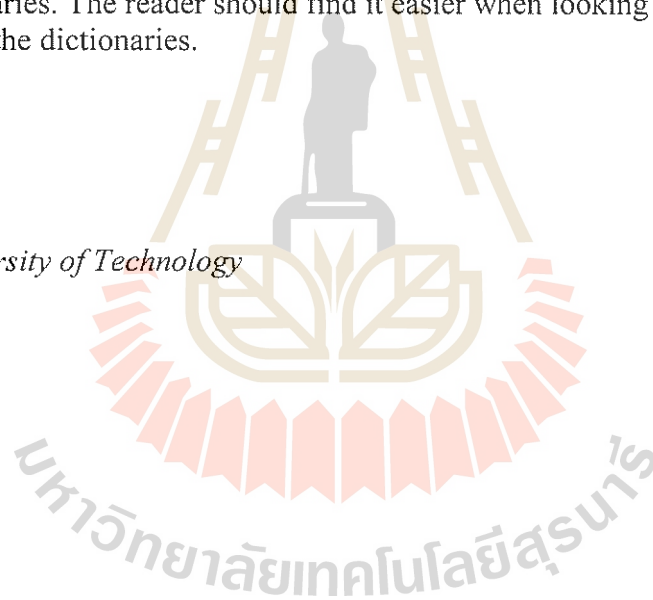 aries. The reader should find it easier when looking
the dictionaries.
rsity of Technology
มหาวิทยาลัยเทคโนโลยีสุรนารี